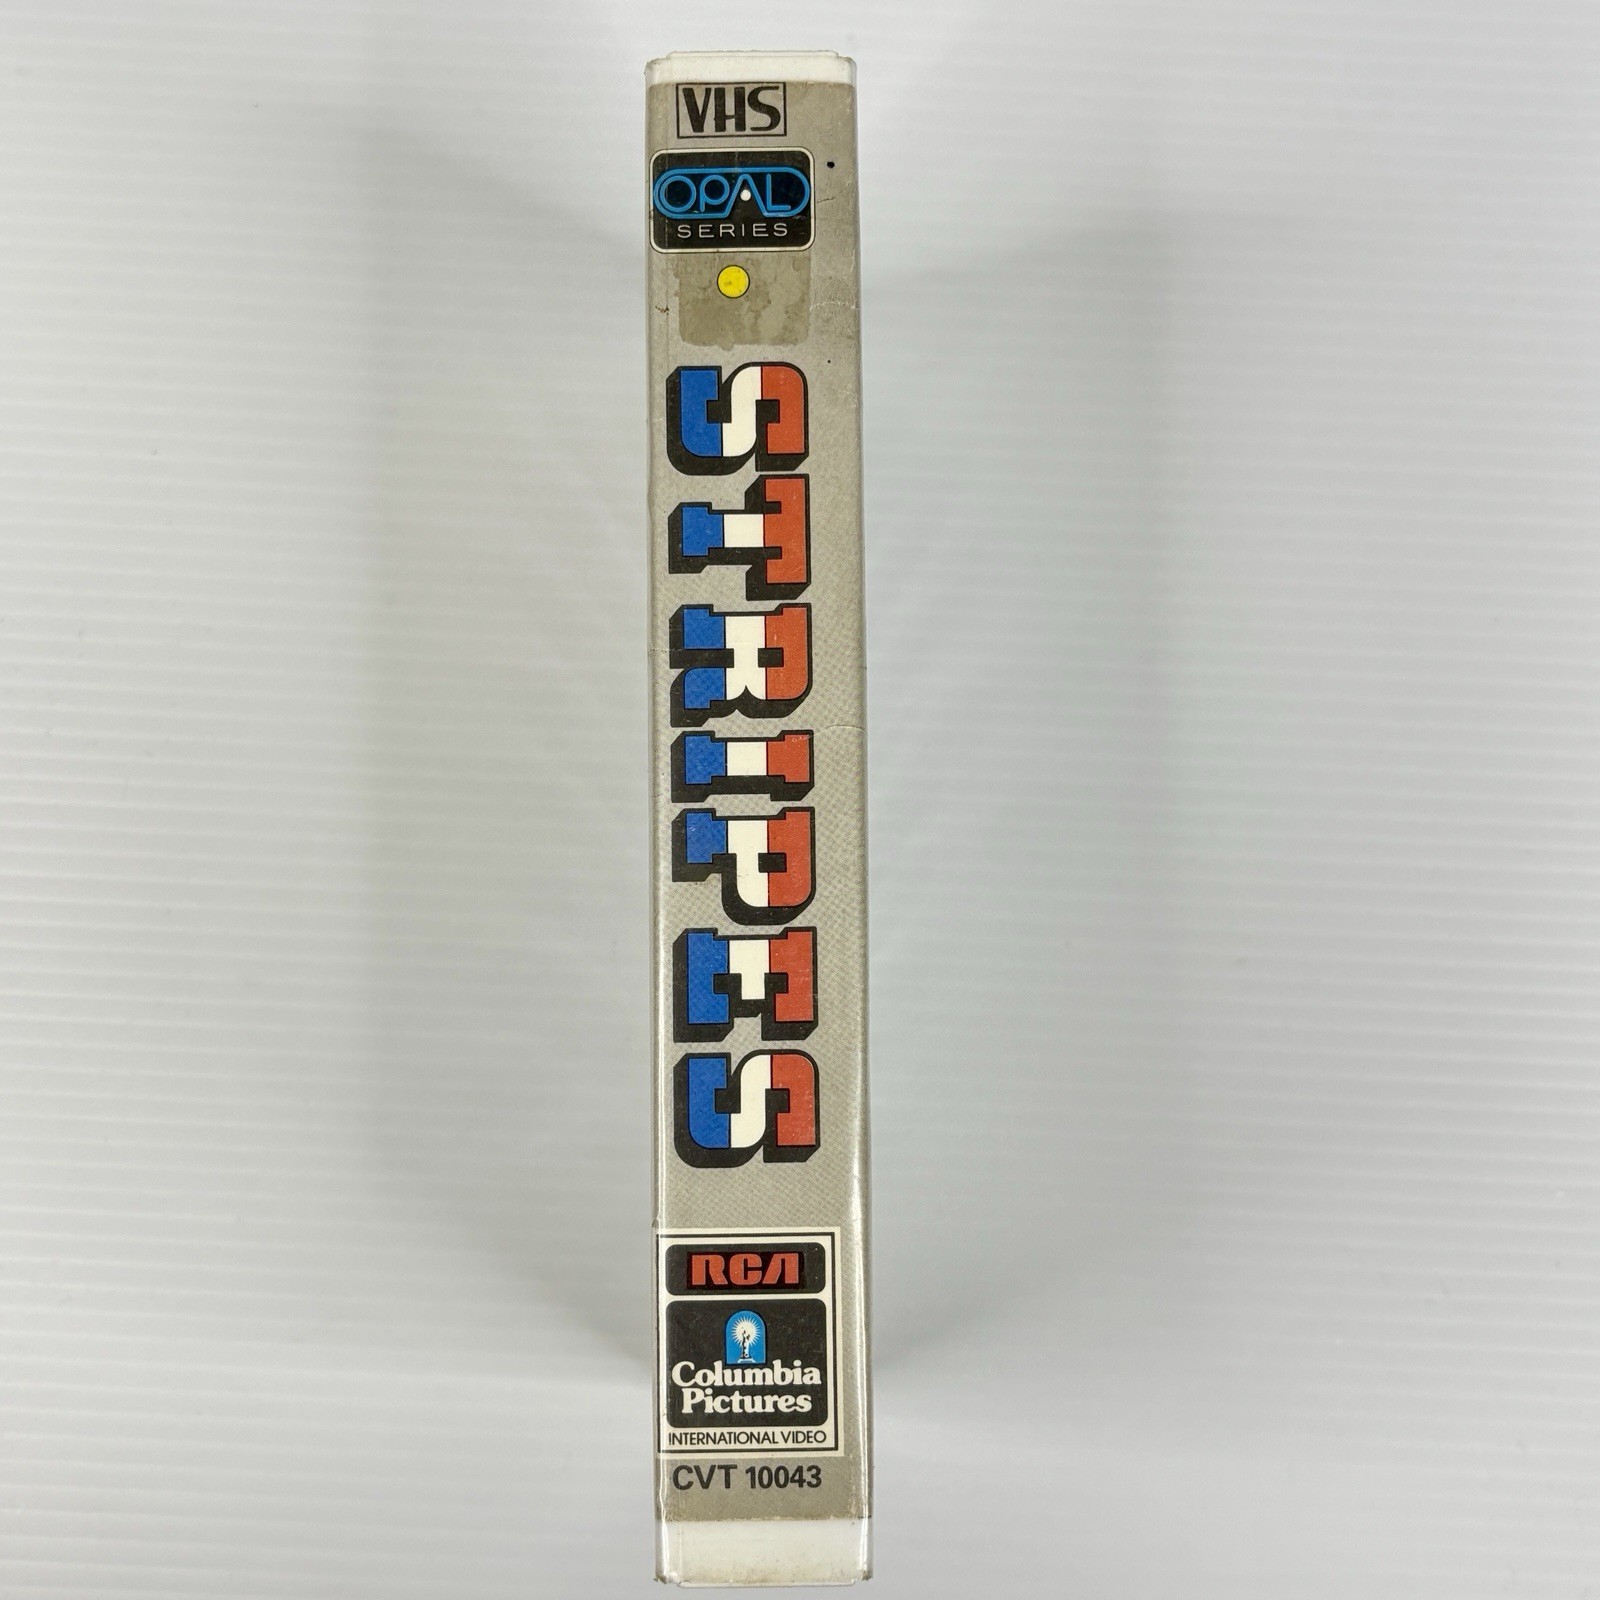 VHS
OPAL
SERIES
STRIPES
RCA
Columbia
Pictures
INTERNATIONAL VIDEO
CVT 10043